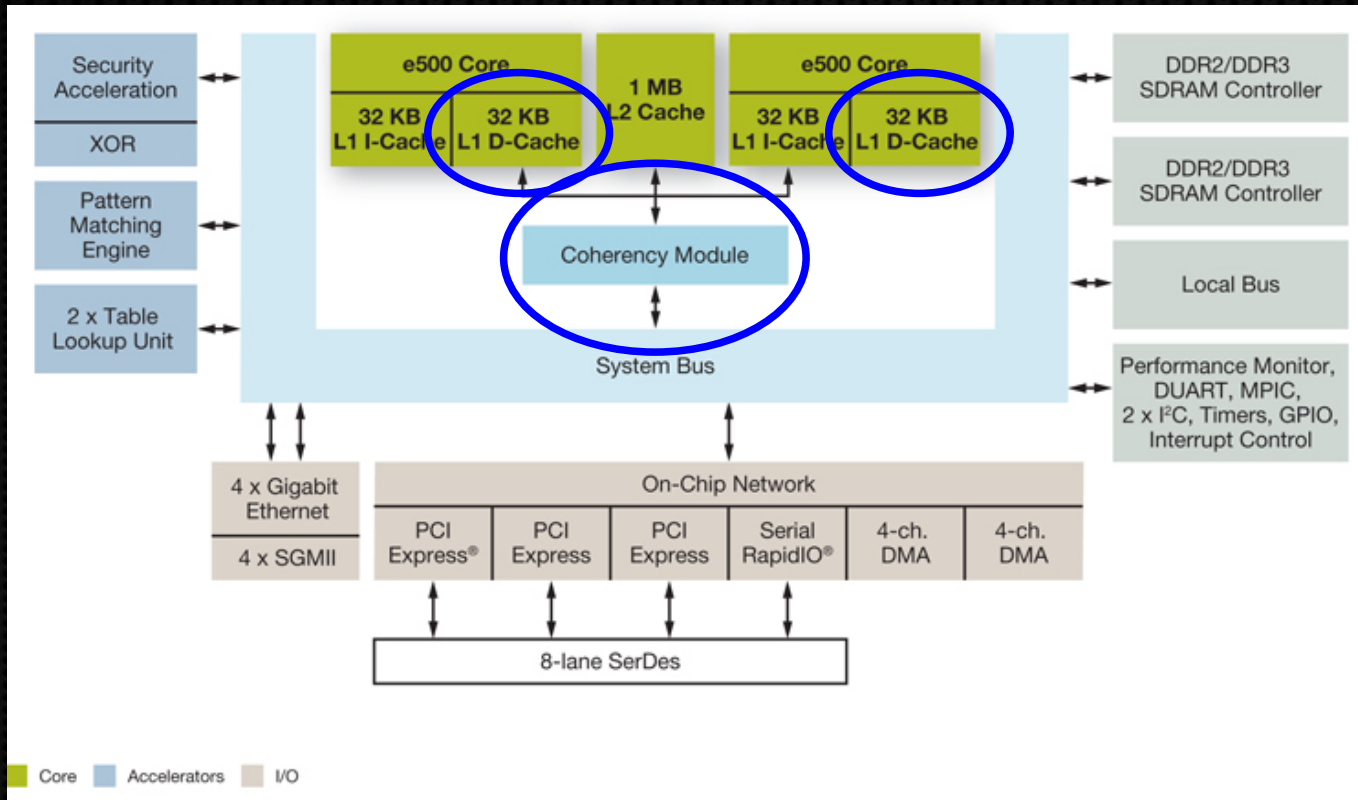 Security
Acceleration
XOR
Pattern
Matching
Engine
2 x Table
Lookup Unit
e500 Core
32 KB
L1 I-Cache
32 KB
L1 D-Cache
1 MB
L2 Cache
e500 Core
32 KB
L1 I-Cache
32 KB
L1 D-Cache
Coherency Module
System Bus
DDR2/DDR3
SDRAM Controller
DDR2/DDR3
SDRAM Controller
Local Bus
Performance Monitor,
DUART, MPIC,
2 x I²C, Timers, GPIO,
Interrupt Control
4 x Gigabit
Ethernet
4 x SGMII
On-Chip Network
PCI
Express®
PCI
Express
PCI
Express
Serial
RapidIO®
4-ch.
DMA
4-ch.
DMA
8-lane SerDes
Core
Accelerators
I/O